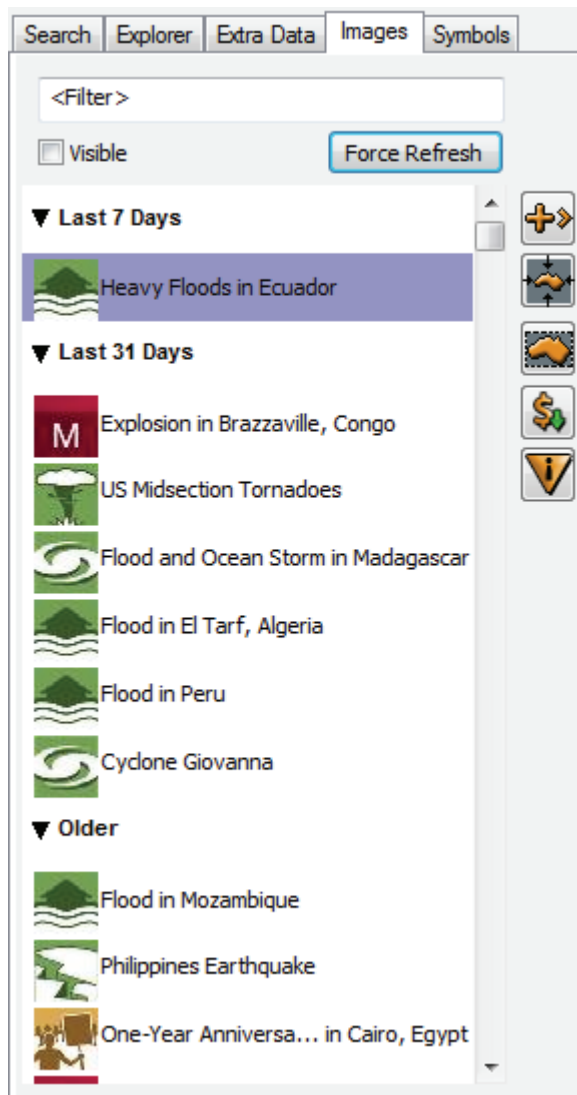 Search Explorer Extra Data Images Symbols
<Filter>
Visible Force Refresh
Last 7 Days
Heavy Floods in Ecuador
Last 31 Days
M Explosion in Brazzaville, Congo
US Midsection Tornadoes
Flood and Ocean Storm in Madagascar
Flood in El Tarf, Algeria
Flood in Peru
Cyclone Giovanna
Older
Flood in Mozambique
Philippines Earthquake
One-Year Anniversa... in Cairo, Egypt